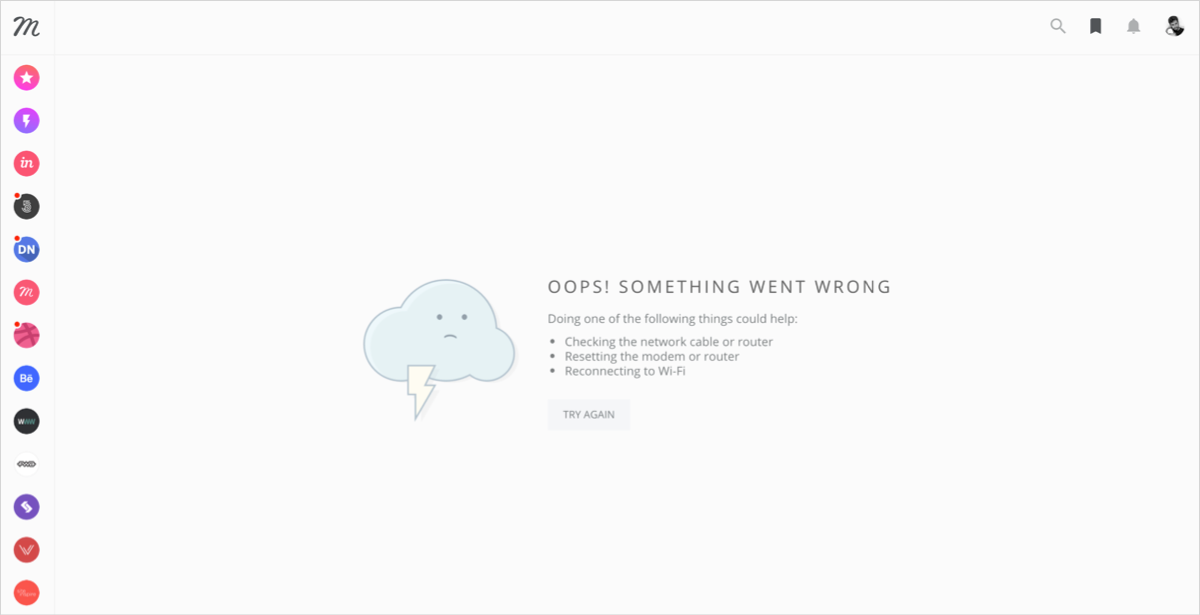 m
in
DN
m
Bē
WWW
OOPS! SOMETHING WENT WRONG
Doing one of the following things could help:
Checking the network cable or router
Resetting the modem or router
Reconnecting to Wi-Fi
TRY AGAIN